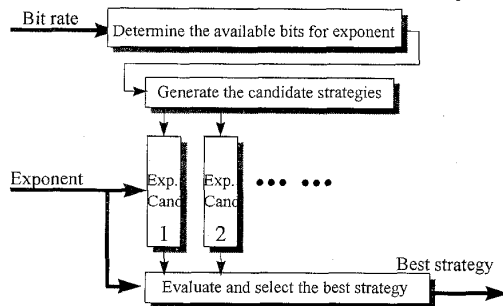 Bit rate
Determine the available bits for exponent
Generate the candidate strategies
Exponent
Exp.
Cand
1
Exp.
Cand
2
Best strategy
Evaluate and select the best strategy